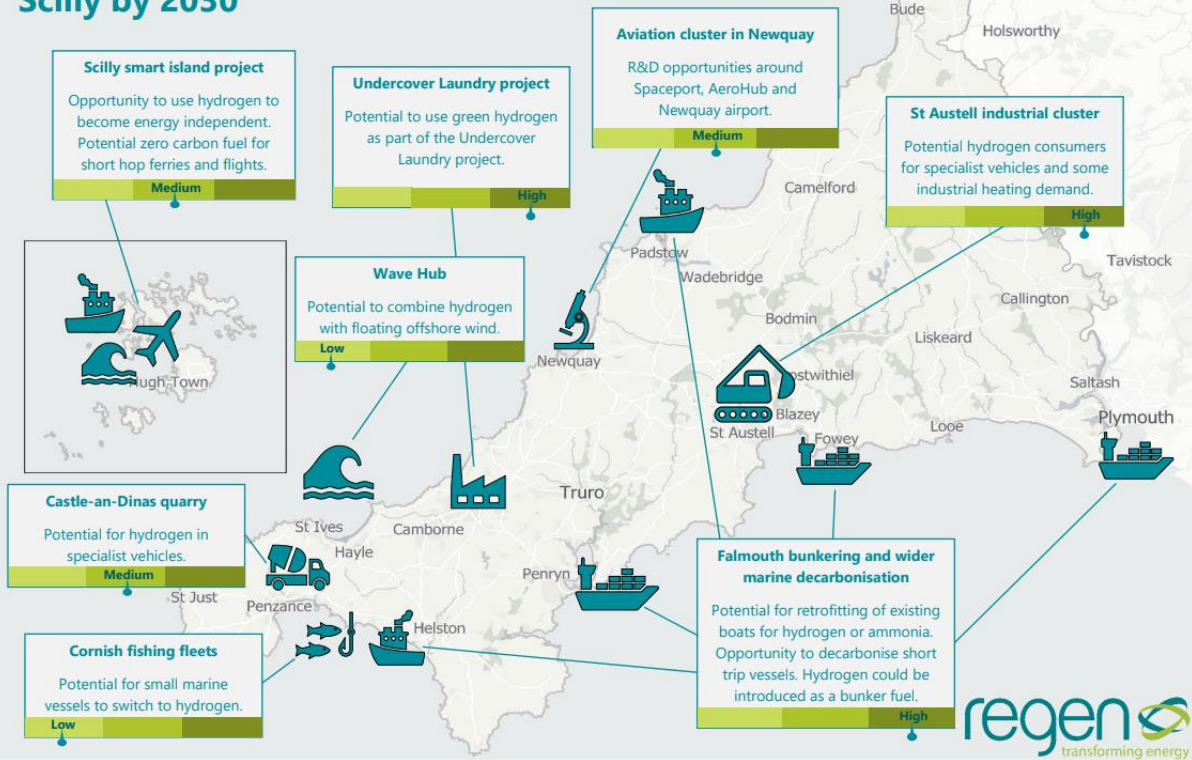 Scilly by 2030
Scilly smart island project
Opportunity to use hydrogen to
become energy independent.
Potential zero carbon fuel for
short hop ferries and flights.
Medium
Undercover Laundry project
Potential to use green hydrogen
as part of the Undercover
Laundry project.
High
Aviation cluster in Newquay
R&D opportunities around
Spaceport, AeroHub and
Newquay airport.
Medium
St Austell industrial cluster
Potential hydrogen consumers
for specialist vehicles and some
industrial heating demand.
High
Wave Hub
Potential to combine hydrogen
with floating offshore wind.
Low
Castle-an-Dinas quarry
Potential for hydrogen in
specialist vehicles.
Medium
Cornish fishing fleets
Potential for small marine
vessels to switch to hydrogen.
Low
Falmouth bunkering and wider
marine decarbonisation
Potential for retrofitting of existing
boats for hydrogen or ammonia.
Opportunity to decarbonise short
trip vessels. Hydrogen could be
introduced as a bunker fuel.
High
Bude
Holsworthy
Camelford
Padstow
Wadebridge
Tavistock
Callington
Bodmin
Liskeard
Newquay
ostwithiel
Saltash
Hugh Town
Blazey
Plymouth
St Austell
Fowey
Looe
Truro
St Ives
Camborne
Hayle
Penryn
St Just
Penzance
Helston
regen
transforming energy